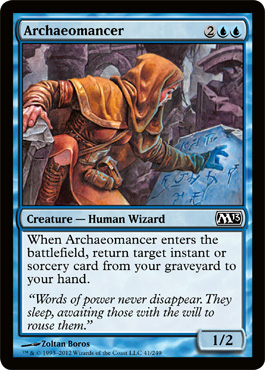 Archaeomancer 2
Creature — Human Wizard M13
When Archaeomancer enters the
battlefield, return target instant or
sorcery card from your graveyard to
your hand.
“Words of power never disappear. They
sleep, awaiting those with the will to
rouse them.”
1/2
Zoltan Boros
™ & © 1993–2012 Wizards of the Coast LLC 41/249